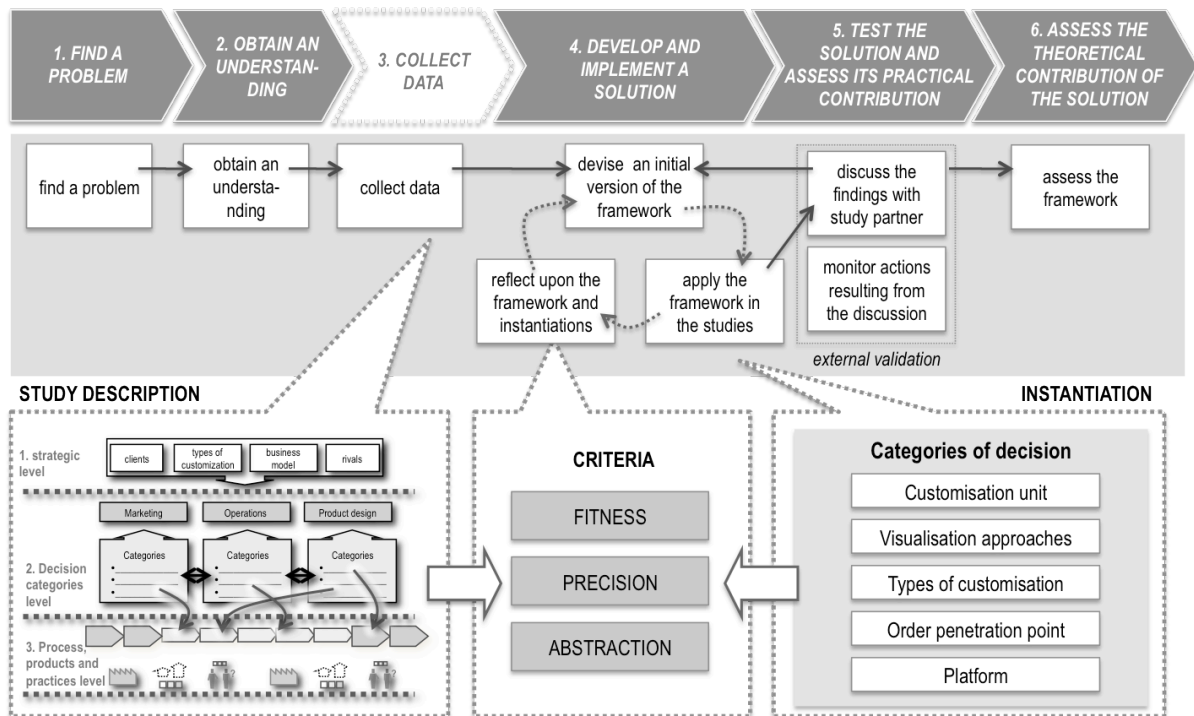 1. FIND A
PROBLEM
2. OBTAIN AN
UNDERSTAN-
DING
3. COLLECT
DATA
4. DEVELOP AND
IMPLEMENT A
SOLUTION
5. TEST THE
SOLUTION AND
ASSESS ITS PRACTICAL
CONTRIBUTION
6. ASSESS THE
THEORETICAL
CONTRIBUTION OF
THE SOLUTION
find a problem
obtain an
understa-
nding
collect data
devise an initial
version of the
framework
discuss the
findings with
study partner
assess the
framework
reflect upon the
framework and
instantiations
apply the
framework in
the studies
monitor actions
resulting from
the discussion
external validation
STUDY DESCRIPTION
INSTANTIATION
1. strategic
level
clients
types of
customization
business
model
rivals
Marketing
Operations
Product design
2. Decision
categories
level
Categories
Categories
Categories
3. Process,
products and
practices level
?
?
CRITERIA
FITNESS
PRECISION
ABSTRACTION
Categories of decision
Customisation unit
Visualisation approaches
Types of customisation
Order penetration point
Platform